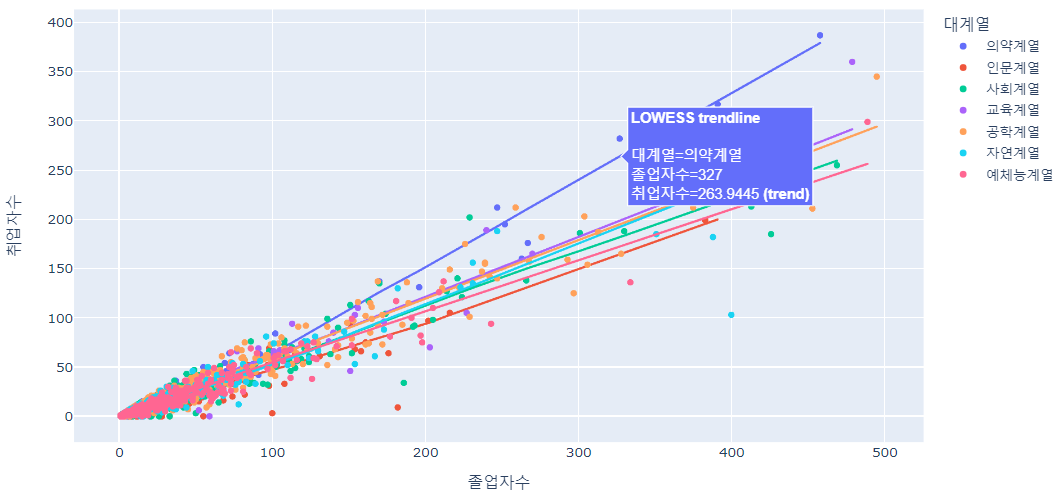 400
350
300
250
200
150
100
50
0
취업자수
0
100
200
300
400
500
졸업자수
LOWESS trendline
대계열=의약계열
졸업자수=327
취업자수=263.9445 (trend)
대계열
의약계열
인문계열
사회계열
교육계열
공학계열
자연계열
예체능계열